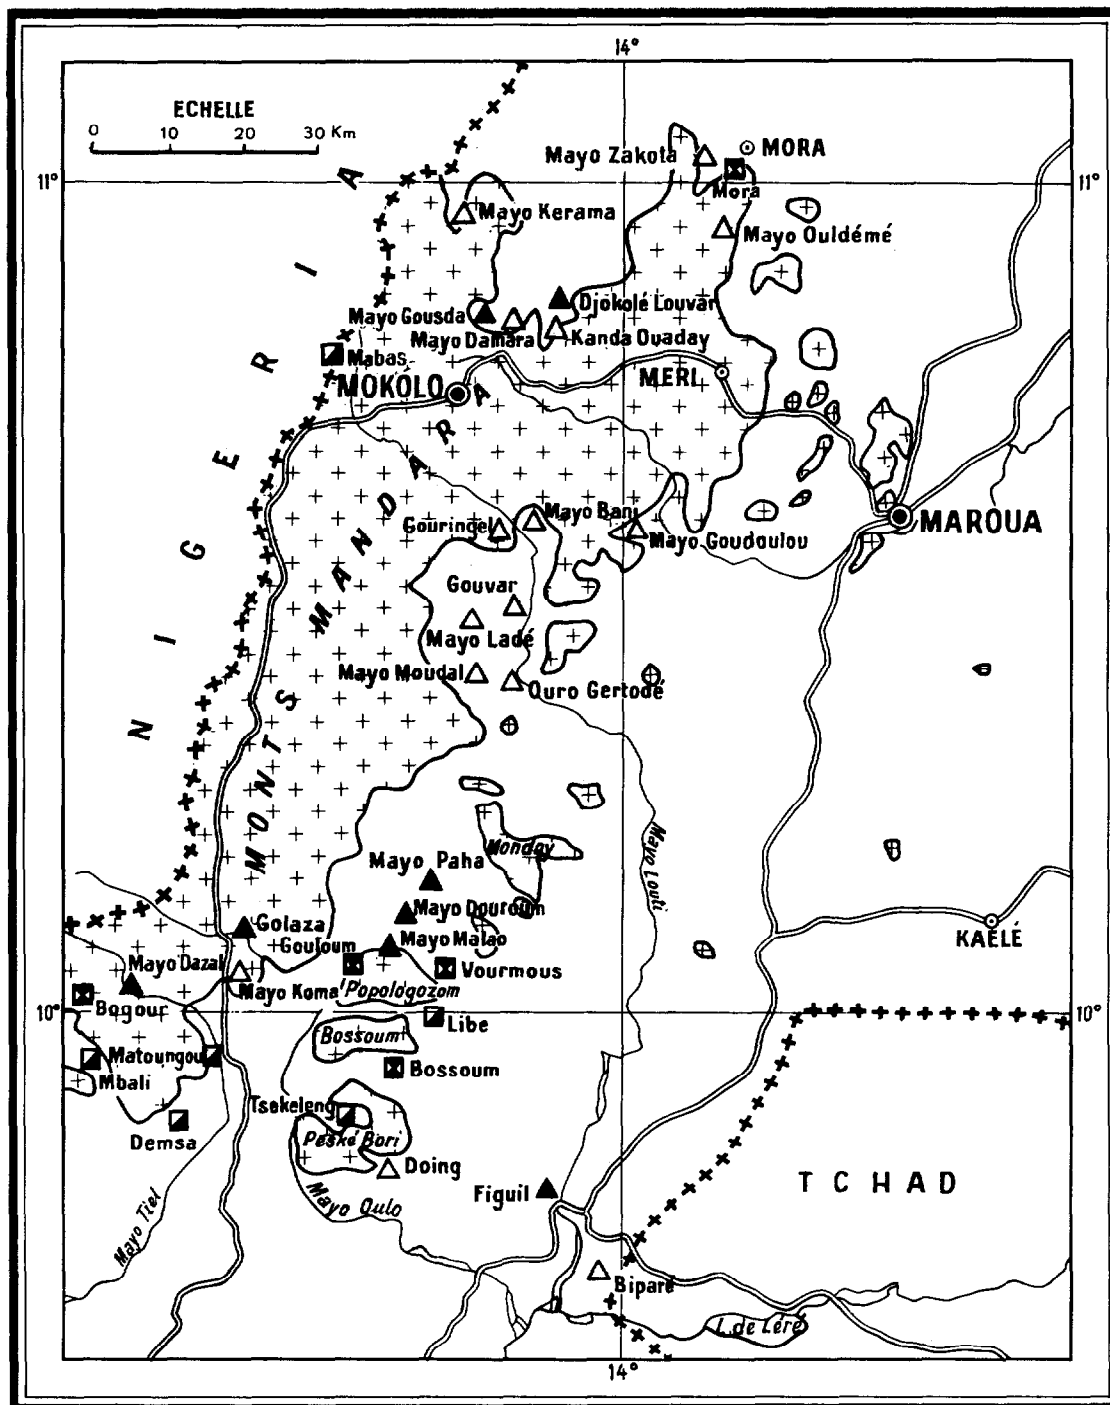 14°
ECHELLE
0 10 20 30 Km
Mayo Zakota
MORA
11°
11°
Mora
Mayo Kerama
Mayo Ouldémé
NIGERIA
Djokolé Louvar
Mayo Gousda
Mayo Damara
Kanda Ouaday
Mabas
MOKOLO
MERI
MONTS MANDARA
Gouringel
Mayo Bani
Mayo Goudoulou
MAROUA
Gouvar
Mayo Ladé
Mayo Moudal
Ouro Gertodé
Monday
Mayo Louti
Mayo Paha
Mayo Douroum
Golaza
Gouloum
Mayo Malao
KAELÉ
Mayo Dazal
Vourmous
Mayo Koma
Popologozom
Bogour
10°
10°
Libe
Bossoum
Matoungou
Mbali
Bossoum
Tsekeleng
Demsa
Peské Bori
Doing
Figuil
TCHAD
Mayo Tiel
Mayo Oulo
Biparé
L. de Léré
14°